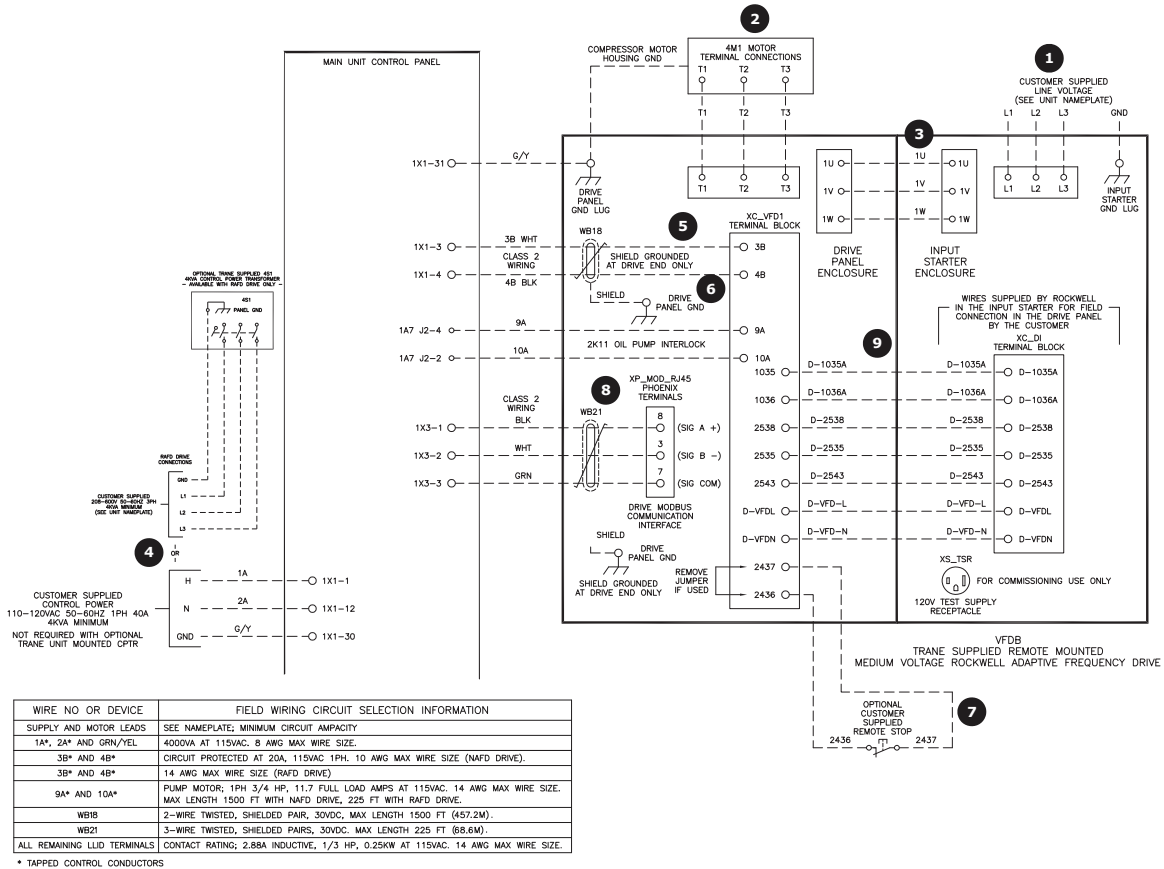 2
1
4M1 MOTOR
TERMINAL CONNECTIONS
T1 T2 T3
COMPRESSOR MOTOR
HOUSING GND
MAIN UNIT CONTROL PANEL
CUSTOMER SUPPLIED
LINE VOLTAGE
(SEE UNIT NAMEPLATE)
L1 L2 L3 GND
T1 T2 T3
3
1X1-31
G/Y
DRIVE
PANEL
GND LUG
T1 T2 T3
1U 1U 1U
1V 1V 1V
1W 1W 1W
L1 L2 L3
INPUT
STARTER
GND LUG
DRIVE
PANEL
ENCLOSURE
INPUT
STARTER
ENCLOSURE
XC_VFD1
TERMINAL BLOCK
5
WB18
1X1-3
3B WHT
3B
CLASS 2
WIRING
SHIELD GROUNDED
AT DRIVE END ONLY
1X1-4
4B BLK
4B
6
SHIELD
DRIVE
PANEL GND
1A7 J2-4
9A
9A
2K11 OIL PUMP INTERLOCK
1A7 J2-2
10A
10A
OPTIONAL TRANE SUPPLIED 4S1
4KVA CONTROL POWER TRANSFORMER
- AVAILABLE WITH RAFD DRIVE ONLY -
4S1
PANEL GND
WIRES SUPPLIED BY ROCKWELL
IN THE INPUT STARTER FOR FIELD
CONNECTION IN THE DRIVE PANEL
BY THE CUSTOMER
XC_DI
TERMINAL BLOCK
9
1035 D-1035A D-1035A D-1035A
1036 D-1036A D-1036A D-1036A
2538 D-2538 D-2538 D-2538
2535 D-2535 D-2535 D-2535
2543 D-2543 D-2543 D-2543
D-VFDL D-VFD-L D-VFD-L D-VFDL
D-VFDN D-VFD-N D-VFD-N D-VFDN
8
XP_MOD_RJ45
PHOENIX
TERMINALS
CLASS 2
WIRING
WB21
1X3-1
BLK
8
(SIG A +)
1X3-2
WHT
3
(SIG B -)
1X3-3
GRN
7
(SIG COM)
DRIVE MODBUS
COMMUNICATION
INTERFACE
SHIELD
DRIVE
PANEL GND
SHIELD GROUNDED
AT DRIVE END ONLY
REMOVE
JUMPER
IF USED
2437
2436
XS_TSR
FOR COMMISSIONING USE ONLY
120V TEST SUPPLY
RECEPTACLE
RAFD DRIVE
CONNECTIONS
GND
L1
L2
L3
CUSTOMER SUPPLIED
208-600V 50-60HZ 3PH
4KVA MINIMUM
(SEE UNIT NAMEPLATE)
4
OR
H
1A
1X1-1
N
2A
1X1-12
GND
G/Y
1X1-30
CUSTOMER SUPPLIED
CONTROL POWER
110-120VAC 50-60HZ 1PH 40A
4KVA MINIMUM
NOT REQUIRED WITH OPTIONAL
TRANE UNIT MOUNTED CPTR
VFDB
TRANE SUPPLIED REMOTE MOUNTED
MEDIUM VOLTAGE ROCKWELL ADAPTIVE FREQUENCY DRIVE
7
OPTIONAL
CUSTOMER
SUPPLIED
REMOTE STOP
2436 2437
WIRE NO OR DEVICE FIELD WIRING CIRCUIT SELECTION INFORMATION
SUPPLY AND MOTOR LEADS SEE NAMEPLATE; MINIMUM CIRCUIT AMPACITY
1A*, 2A* AND GRN/YEL 4000VA AT 115VAC. 8 AWG MAX WIRE SIZE.
3B* AND 4B* CIRCUIT PROTECTED AT 20A, 115VAC 1PH. 10 AWG MAX WIRE SIZE (NAFD DRIVE).
3B* AND 4B* 14 AWG MAX WIRE SIZE (RAFD DRIVE)
9A* AND 10A* PUMP MOTOR; 1PH 3/4 HP, 11.7 FULL LOAD AMPS AT 115VAC. 14 AWG MAX WIRE SIZE.
MAX LENGTH 1500 FT WITH NAFD DRIVE, 225 FT WITH RAFD DRIVE.
WB18 2-WIRE TWISTED, SHIELDED PAIR, 30VDC, MAX LENGTH 1500 FT (457.2M).
WB21 3-WIRE TWISTED, SHIELDED PAIRS, 30VDC. MAX LENGTH 225 FT (68.6M).
ALL REMAINING LLID TERMINALS CONTACT RATING; 2.88A INDUCTIVE, 1/3 HP, 0.25KW AT 115VAC. 14 AWG MAX WIRE SIZE.
* TAPPED CONTROL CONDUCTORS